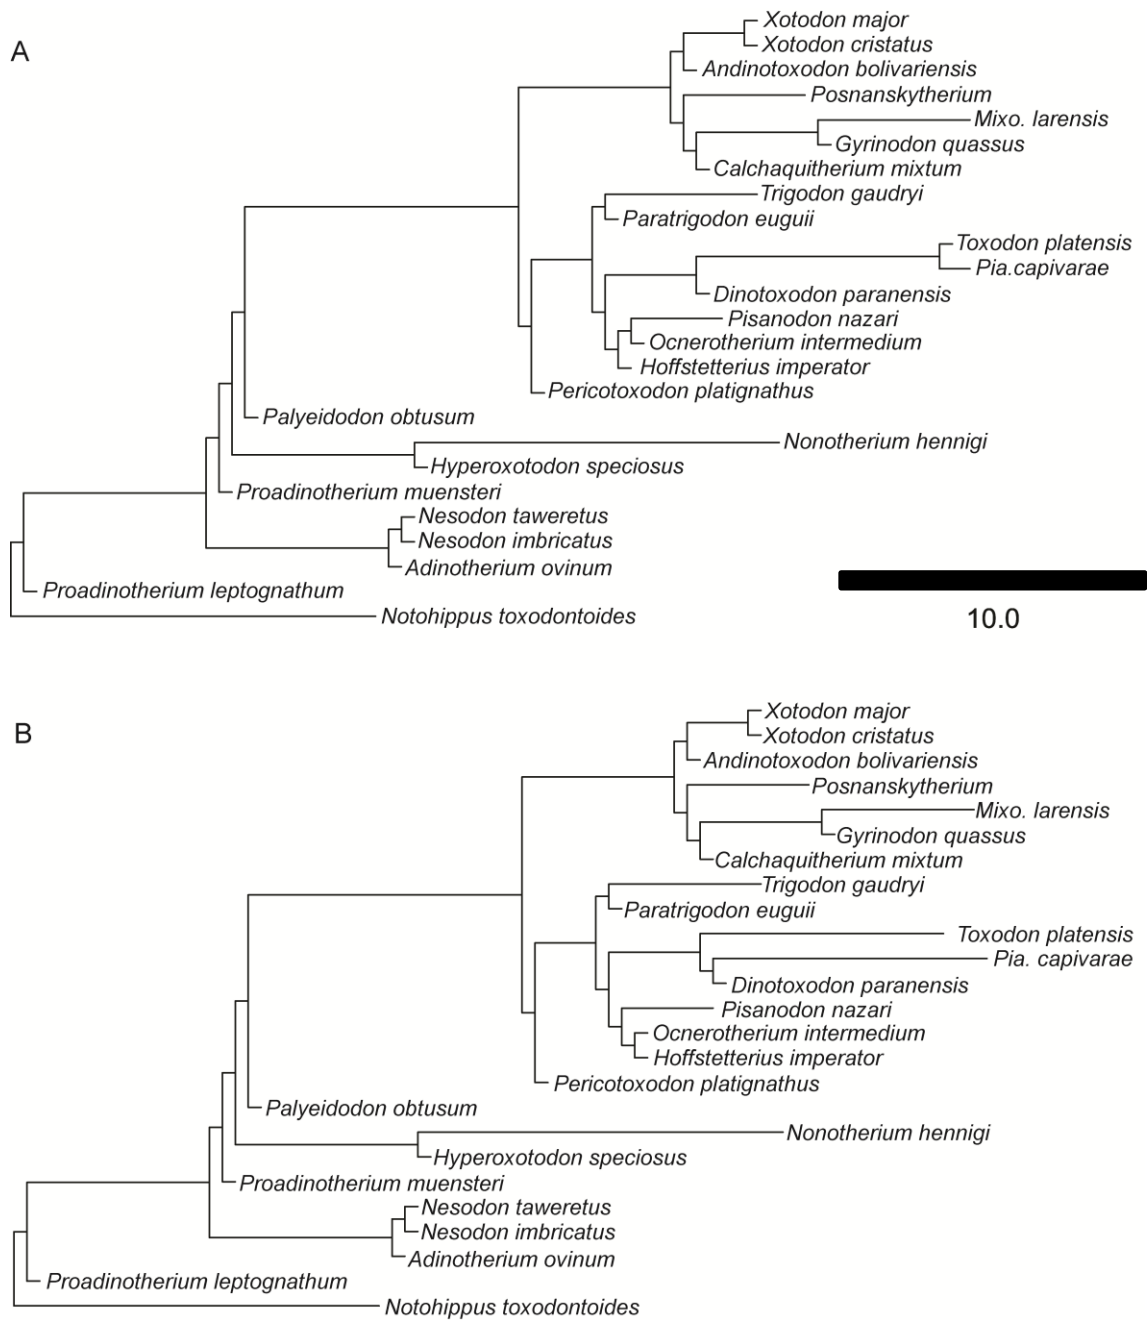 A
Xotodon major
Xotodon cristatus
Andinotoxodon bolivariensis
Posnanskytherium
Mixo. larensis
Gyrinodon quassus
Calchaquitherium mixtum
Trigodon gaudryi
Paratrigodon euguii
Toxodon platensis
Pia.capivarae
Dinotoxodon paranensis
Pisanodon nazari
Ocnerotherium intermedium
Hoffstetterius imperator
Pericotoxodon platignathus
Palyeidodon obtusum
Nonotherium hennigi
Hyperoxotodon speciosus
Proadinotherium muensteri
Nesodon taweretus
Nesodon imbricatus
Adinotherium ovinum
Proadinotherium leptognathum
Notohippus toxodontoides
10.0
B
Xotodon major
Xotodon cristatus
Andinotoxodon bolivariensis
Posnanskytherium
Mixo. larensis
Gyrinodon quassus
Calchaquitherium mixtum
Trigodon gaudryi
Paratrigodon euguii
Toxodon platensis
Pia. capivarae
Dinotoxodon paranensis
Pisanodon nazari
Ocnerotherium intermedium
Hoffstetterius imperator
Pericotoxodon platignathus
Palyeidodon obtusum
Nonotherium hennigi
Hyperoxotodon speciosus
Proadinotherium muensteri
Nesodon taweretus
Nesodon imbricatus
Adinotherium ovinum
Proadinotherium leptognathum
Notohippus toxodontoides